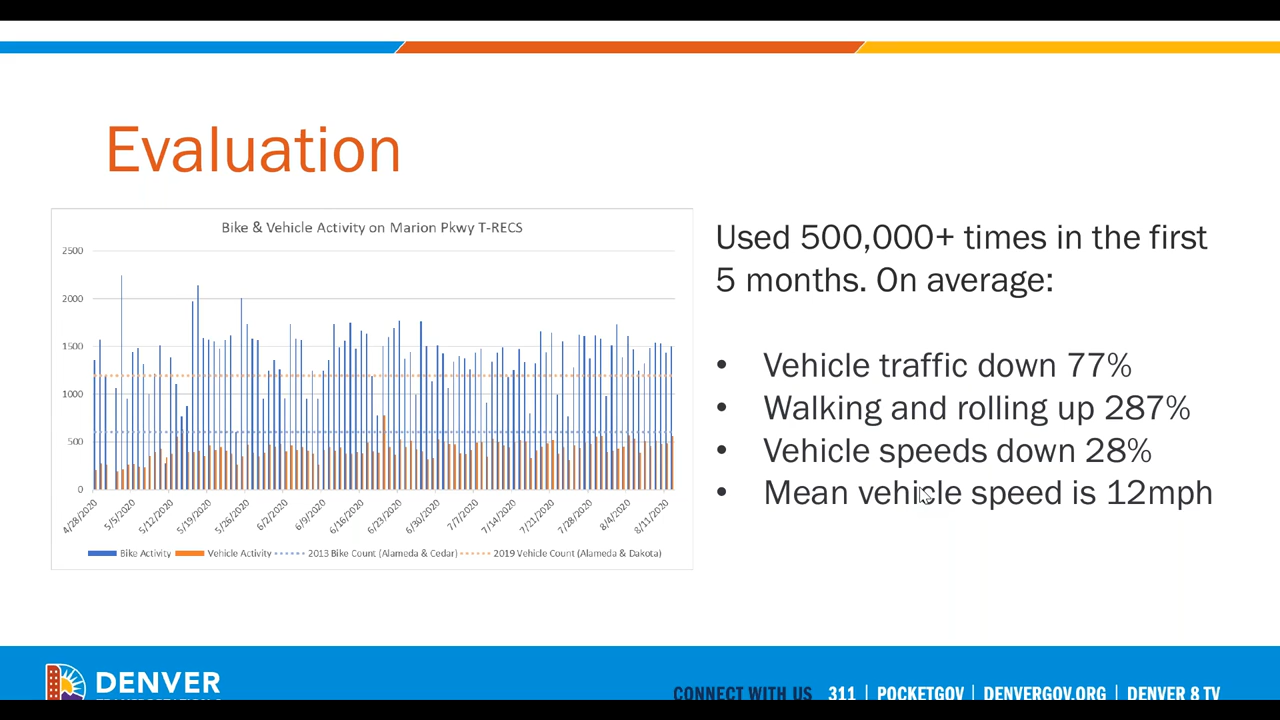 Evaluation
Bike & Vehicle Activity on Marion Pkwy T-RECS
2500
2000
1500
1000
500
0
4/28/2020
5/5/2020
5/12/2020
5/19/2020
5/26/2020
6/2/2020
6/9/2020
6/16/2020
6/23/2020
6/30/2020
7/7/2020
7/14/2020
7/21/2020
7/28/2020
8/4/2020
8/11/2020
Bike Activity Vehicle Activity 2013 Bike Count (Alameda & Cedar) 2019 Vehicle Count (Alameda & Dakota)
Used 500,000+ times in the first
5 months. On average:
• Vehicle traffic down 77%
• Walking and rolling up 287%
• Vehicle speeds down 28%
• Mean vehicle speed is 12mph
DENVER
CONNECT WITH US 311 | POCKETGOV | DENVERGOV.ORG | DENVER 8 TV